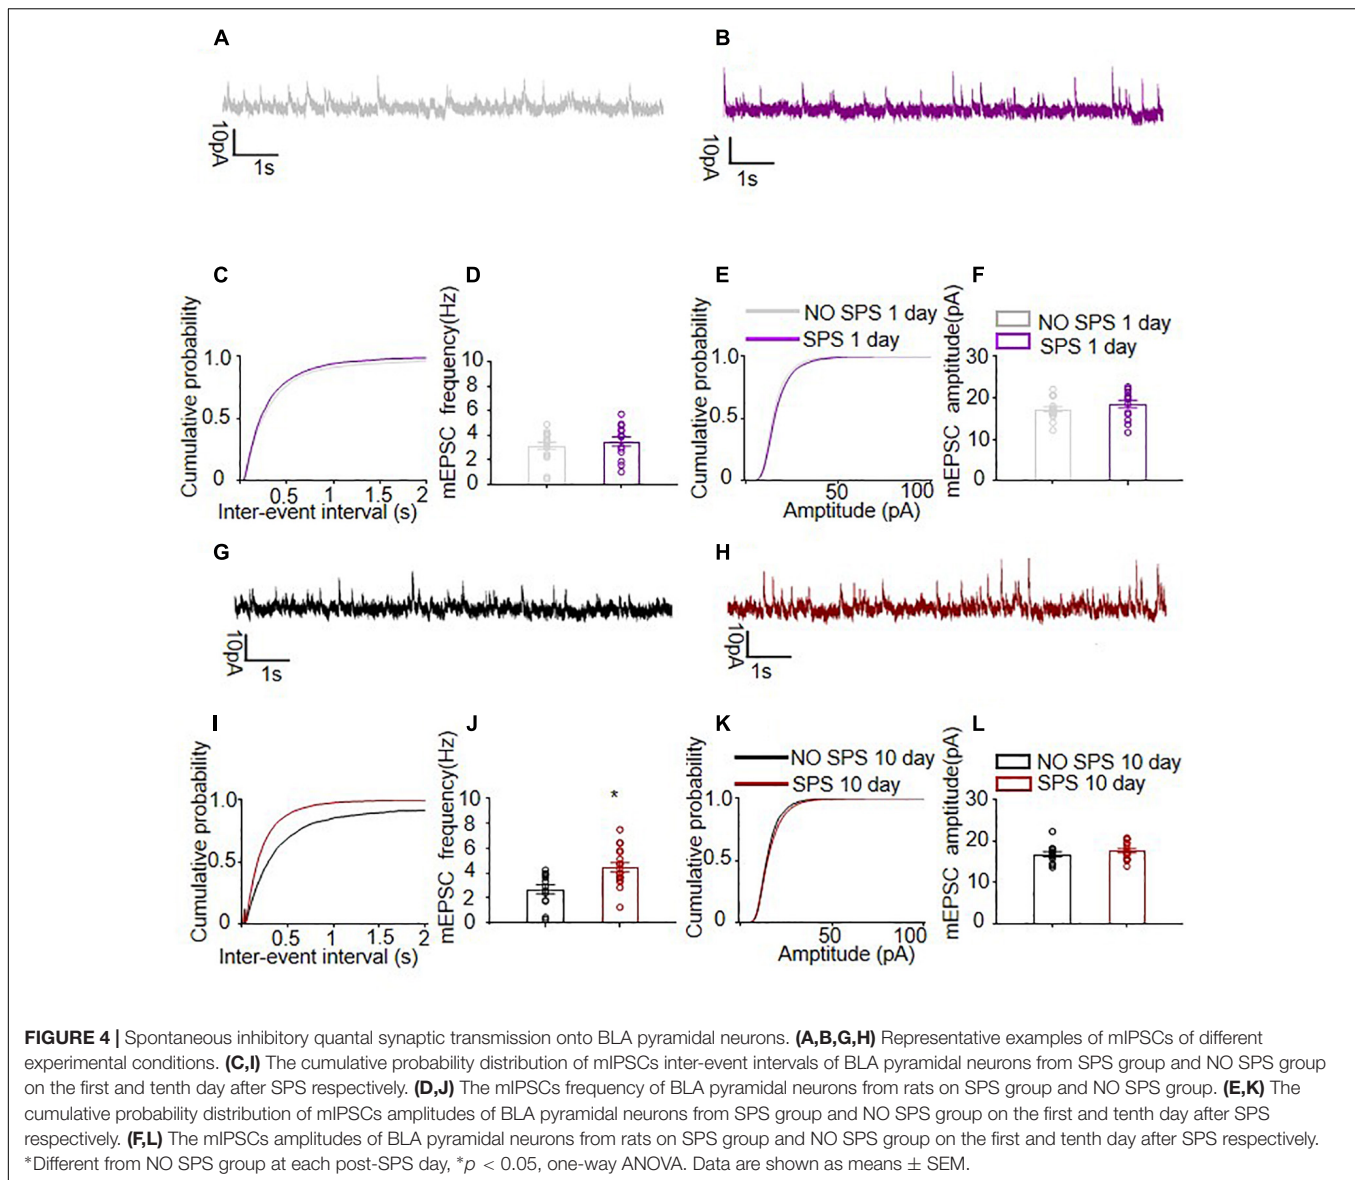 A
B
10pA
1s
10pA
1s
C
D
E
F
Cumulative probability
1.0
0.5
0
0.5
1
1.5
2
Inter-event interval (s)
mEPSC frequency(Hz)
10
8
6
4
2
0
Cumulative probability
NO SPS 1 day
SPS 1 day
1.0
0.5
0
50
100
Amptitude (pA)
mEPSC amptitude(pA)
NO SPS 1 day
SPS 1 day
30
20
10
0
G
H
10pA
1s
10pA
1s
I
J
K
L
Cumulative probability
1.0
0.5
0
0.5
1
1.5
2
Inter-event interval (s)
mEPSC frequency(Hz)
10
8
6
4
2
0
*
Cumulative probability
NO SPS 10 day
SPS 10 day
1.0
0.5
0
50
100
Amptitude (pA)
mEPSC amplitude(pA)
NO SPS 10 day
SPS 10 day
30
20
10
0
FIGURE 4 | Spontaneous inhibitory quantal synaptic transmission onto BLA pyramidal neurons. (A,B,G,H) Representative examples of mIPSCs of different
experimental conditions. (C,I) The cumulative probability distribution of mIPSCs inter-event intervals of BLA pyramidal neurons from SPS group and NO SPS group
on the first and tenth day after SPS respectively. (D,J) The mIPSCs frequency of BLA pyramidal neurons from rats on SPS group and NO SPS group. (E,K) The
cumulative probability distribution of mIPSCs amplitudes of BLA pyramidal neurons from SPS group and NO SPS group on the first and tenth day after SPS
respectively. (F,L) The mIPSCs amplitudes of BLA pyramidal neurons from rats on SPS group and NO SPS group on the first and tenth day after SPS respectively.
*Different from NO SPS group at each post-SPS day, *p < 0.05, one-way ANOVA. Data are shown as means ± SEM.